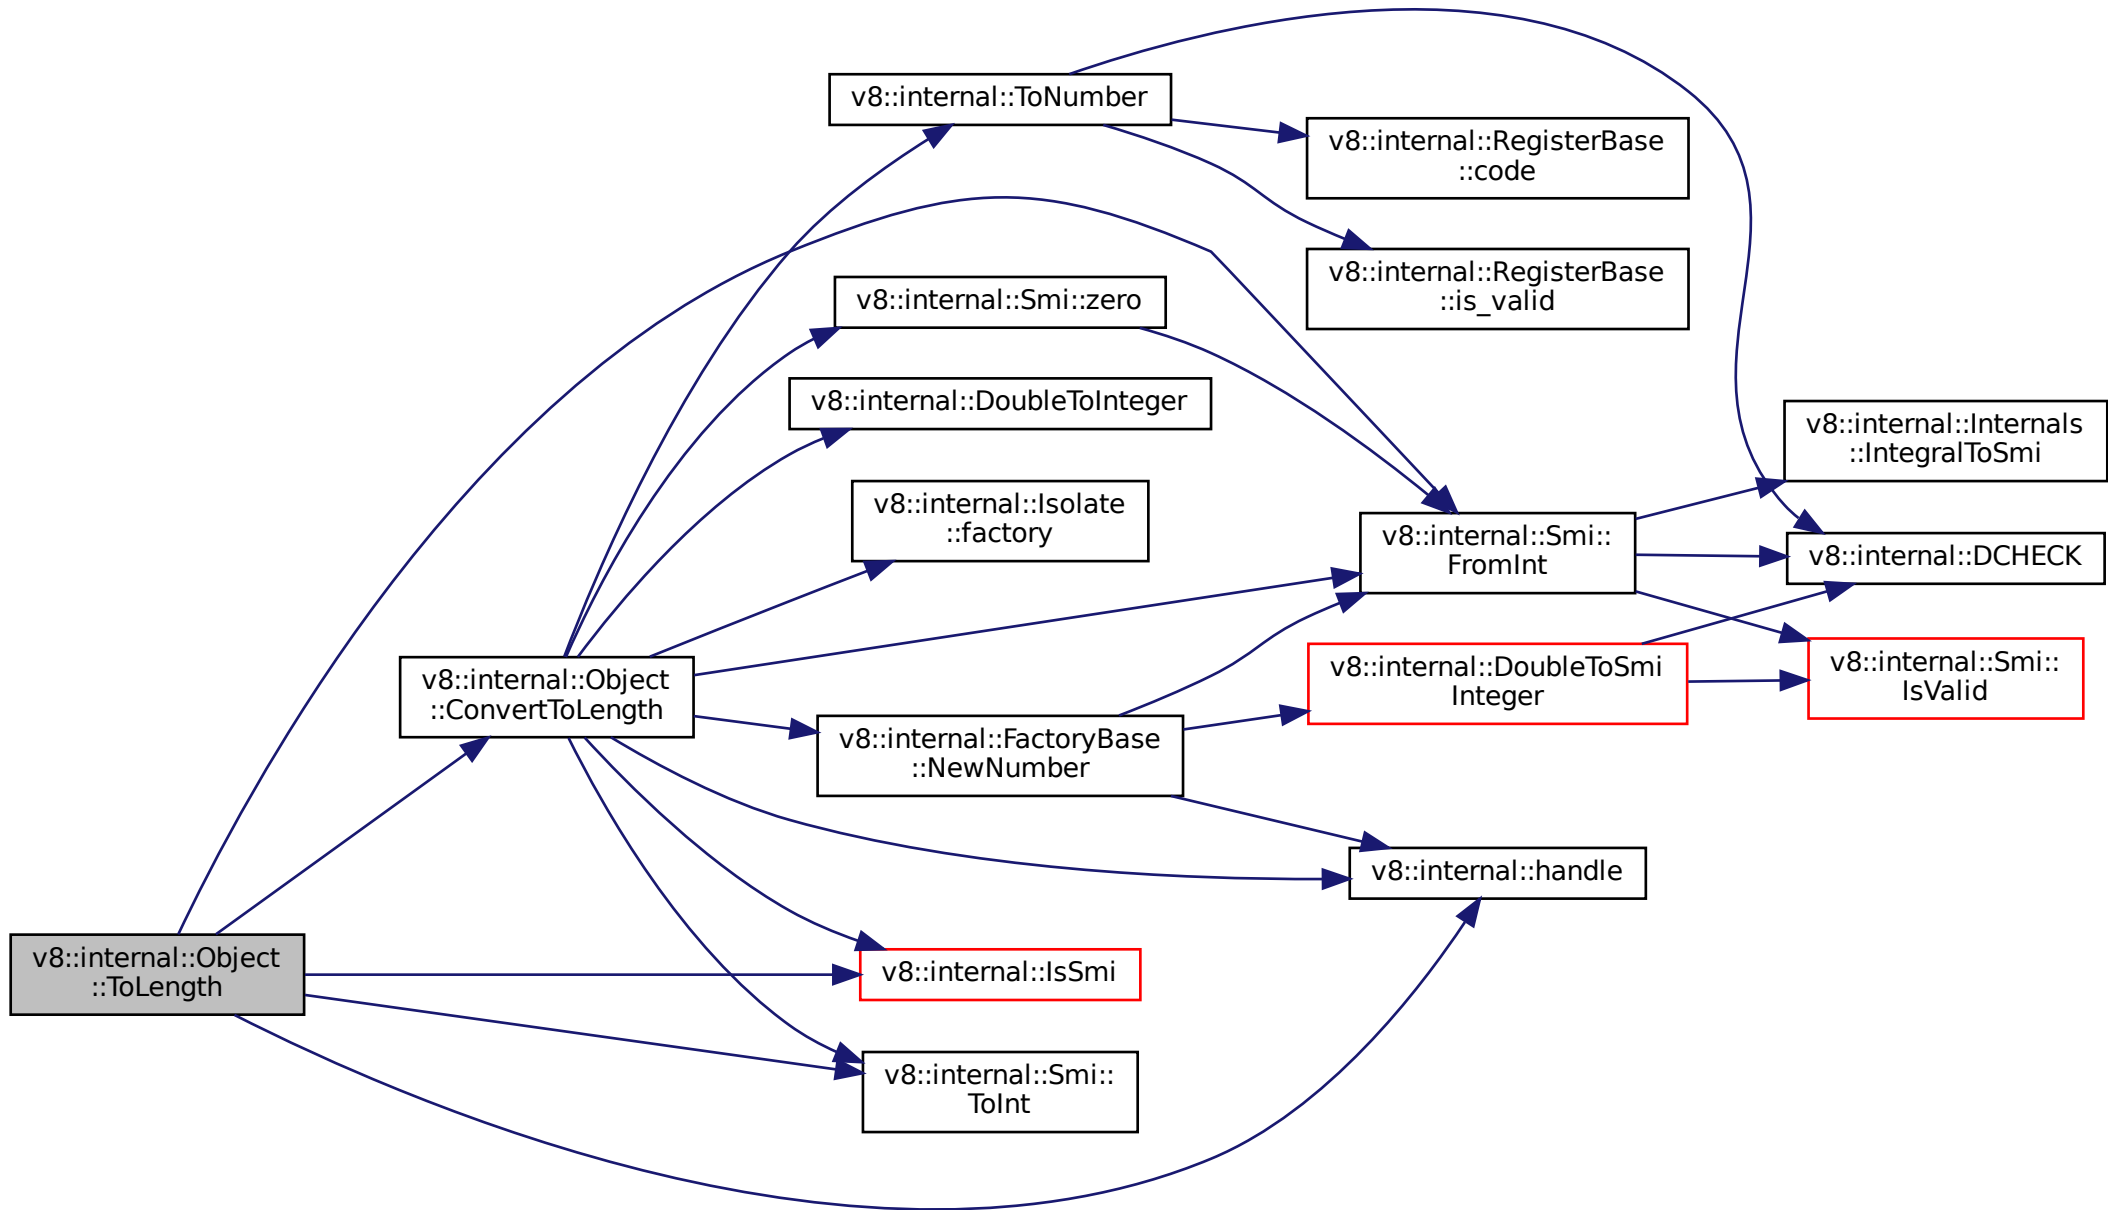 v8::internal::ToNumber
v8::internal::RegisterBase
::code
v8::internal::RegisterBase
::is_valid
v8::internal::Smi::zero
v8::internal::DoubleToInteger
v8::internal::Internals
::IntegralToSmi
v8::internal::Isolate
::factory
v8::internal::Smi::
FromInt
v8::internal::DCHECK
v8::internal::Object
::ConvertToLength
v8::internal::DoubleToSmi
Integer
v8::internal::Smi::
IsValid
v8::internal::FactoryBase
::NewNumber
v8::internal::handle
v8::internal::Object
::ToLength
v8::internal::IsSmi
v8::internal::Smi::
ToInt